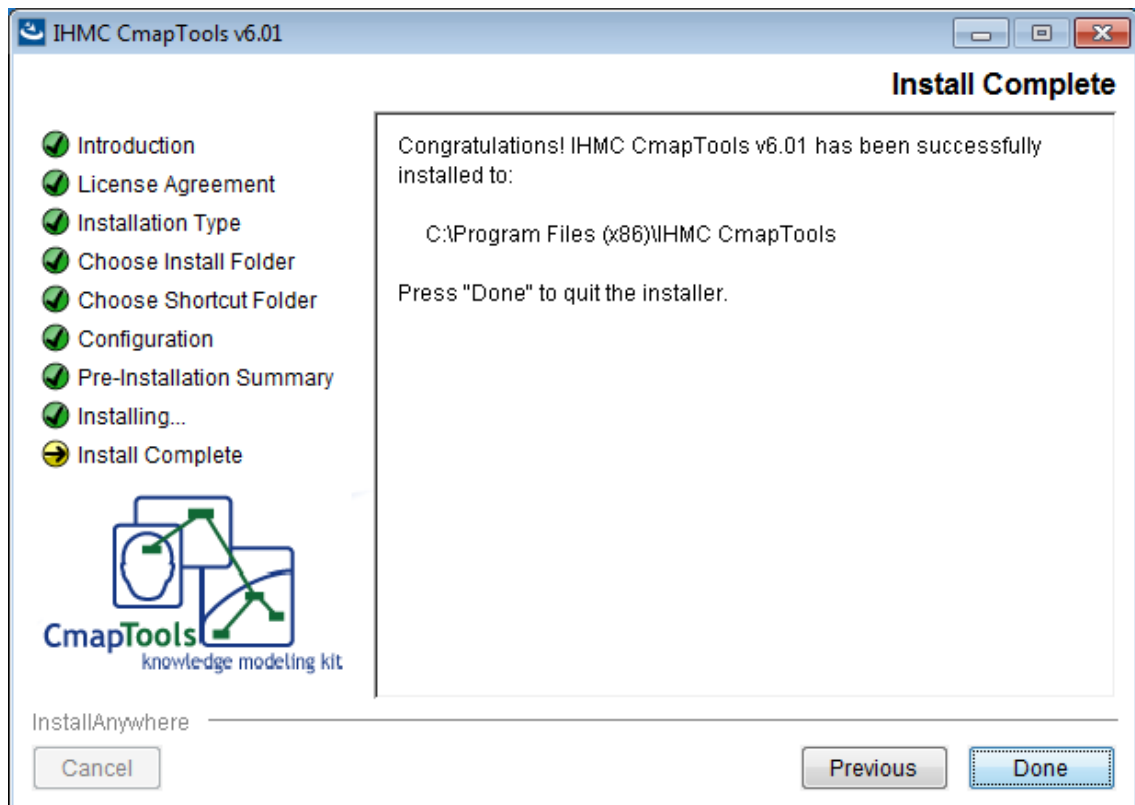 IHMC CmapTools v6.01
Install Complete
Introduction
License Agreement
Installation Type
Choose Install Folder
Choose Shortcut Folder
Configuration
Pre-Installation Summary
Installing...
Install Complete
CmapTools
knowledge modeling kit
Congratulations! IHMC CmapTools v6.01 has been successfully
installed to:
C:\Program Files (x86)\IHMC CmapTools
Press "Done" to quit the installer.
InstallAnywhere
Cancel
Previous
Done